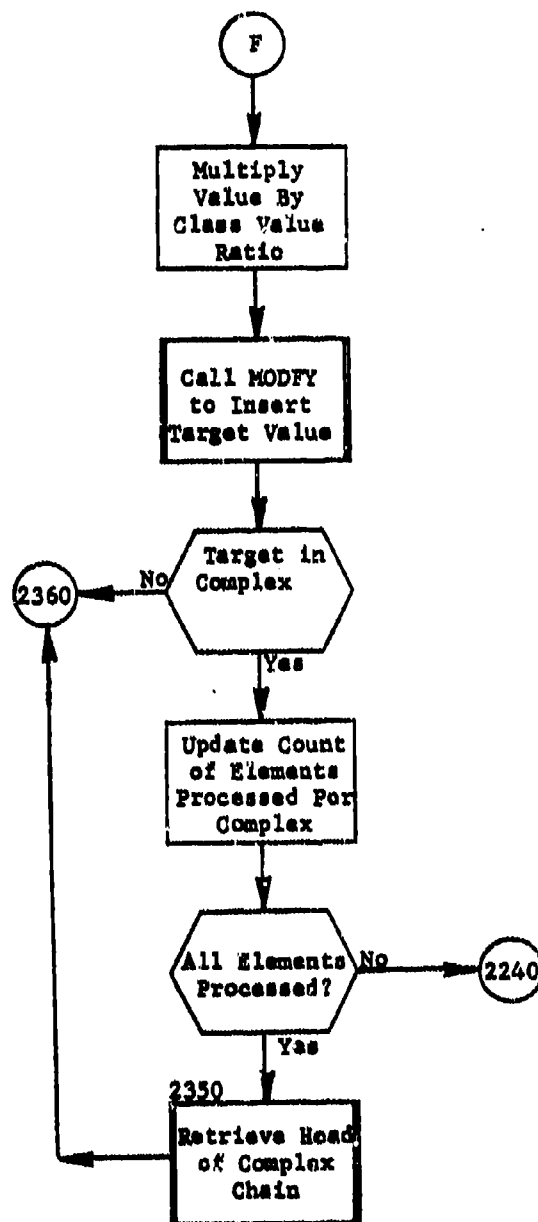 F
Multiply
Value By
Class Value
Ratio
Call MODFY
to Insert
Target Value
Target in
Complex
No
2360
Yes
Update Count
of Elements
Processed For
Complex
All Elements
Processed?
No
2240
Yes
2350
Retrieve Head
of Complex
Chain